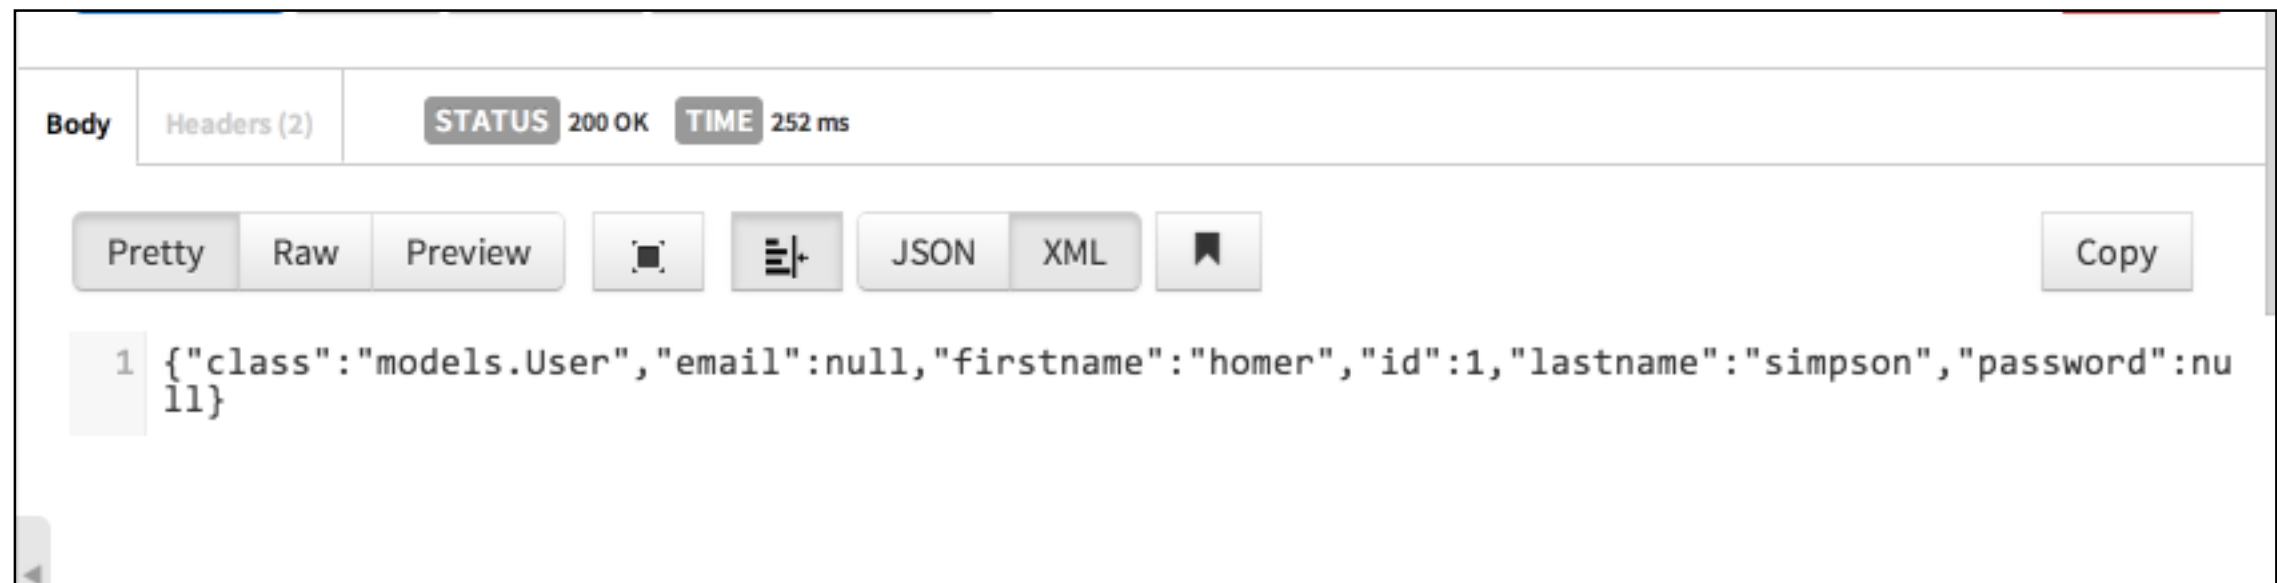 Body Headers (2) STATUS 200 OK TIME 252 ms
Pretty Raw Preview JSON XML Copy
1 {"class":"models.User","email":null,"firstname":"homer","id":1,"lastname":"simpson","password":nu
ll}